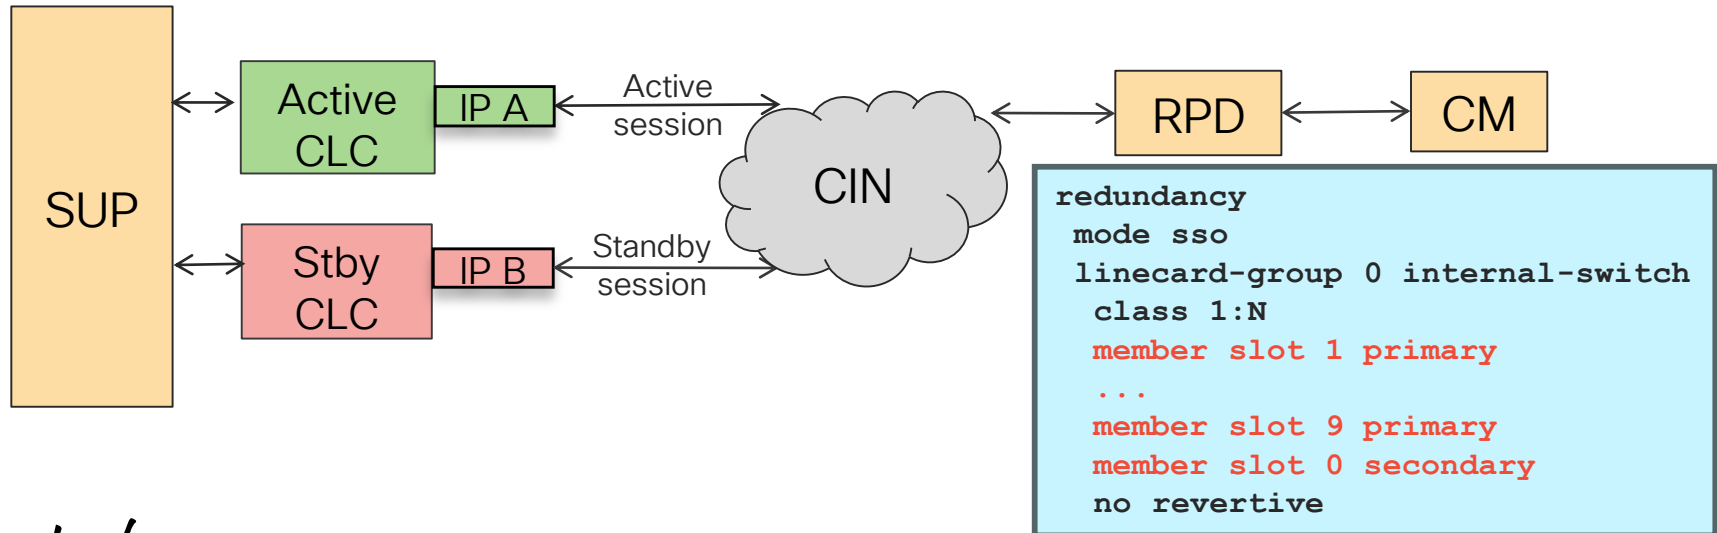 SUP
Active
CLC
IP A
Active
session
Stby
CLC
IP B
Standby
session
CIN
RPD
CM
redundancy
mode sso
linecard-group 0 internal-switch
class 1:N
member slot 1 primary
...
member slot 9 primary
member slot 0 secondary
no revertive